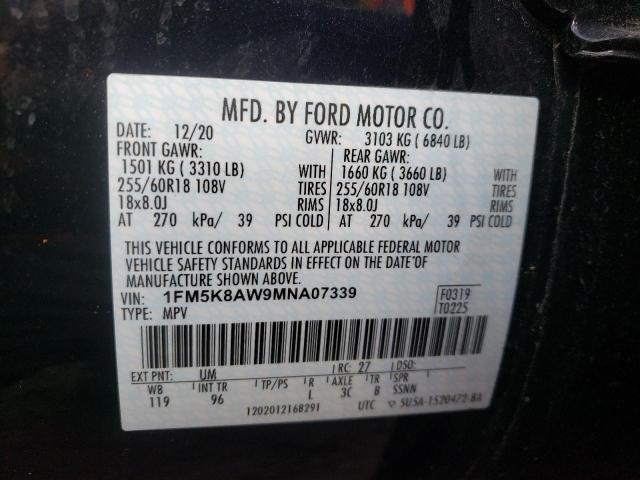 MFD. BY FORD MOTOR CO.
DATE: 12/20 GVWR: 3103 KG ( 6840 LB)
FRONT GAWR: REAR GAWR:
1501 KG ( 3310 LB) WITH 1660 KG ( 3660 LB) WITH
255/60R18 108V TIRES 255/60R18 108V TIRES
18x8.0J RIMS 18x8.0J RIMS
AT 270 kPa/ 39 PSI COLD AT 270 kPa/ 39 PSI COLD
THIS VEHICLE CONFORMS TO ALL APPLICABLE FEDERAL MOTOR
VEHICLE SAFETY STANDARDS IN EFFECT ON THE DATE OF
MANUFACTURE SHOWN ABOVE.
VIN: 1FM5K8AW9MNA07339 F0319
TYPE: MPV T0225
EXT PNT: UM RC: 27 DSO:
WB INT TR TP/PS R AXLE TR SPR
119 96 L 3C B SSNN
1202012168291 UTC 5U5A-1520472-BA